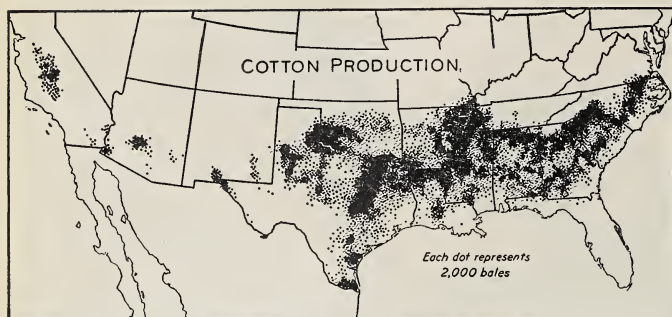 COTTON PRODUCTION,
Each dot represents
2,000 bales